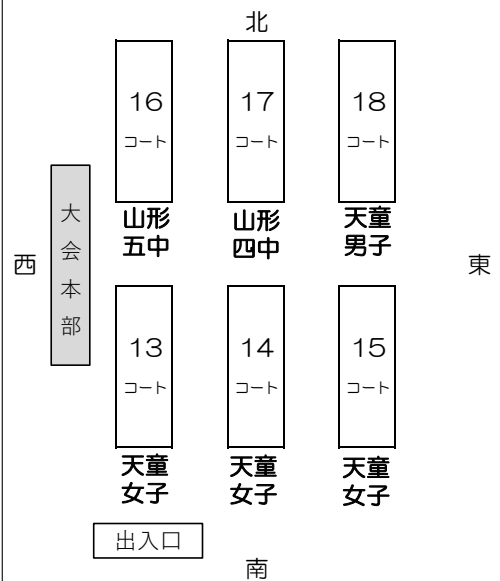 北
16
コート
17
コート
18
コート
山形
五中
山形
四中
天童
男子
大会本部
西
東
13
コート
14
コート
15
コート
天童
女子
天童
女子
天童
女子
出入口
南